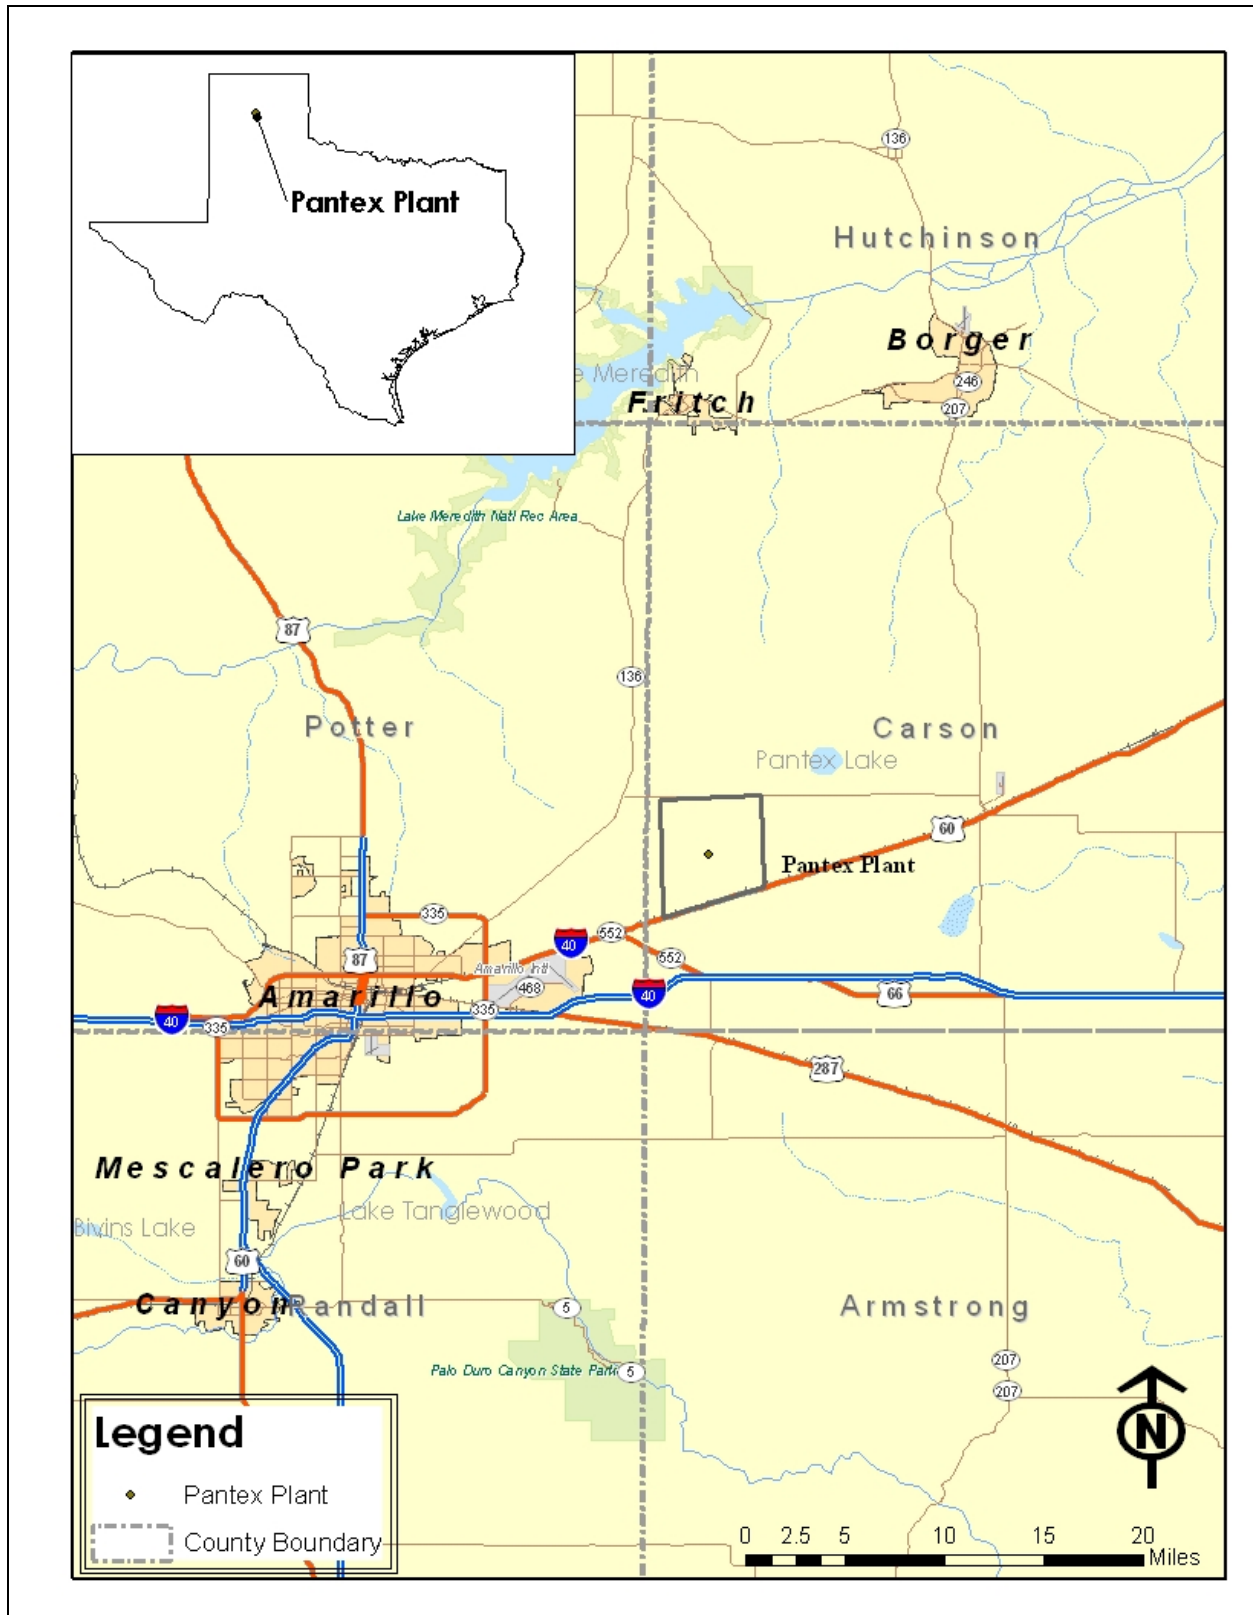 Pantex Plant
136
Hutchinson
Borger
e Meredith
246
Fritch
207
Lake Meredith Natl Rec Area
87
136
Potter
Carson
Pantex Lake
60
Pantex Plant
335
552
40
552
87
Amarillo Intl
468
Amarillo
40
66
335
40
335
287
Mescalero Park
Lake Tanglewood
Bivins Lake
60
Canyon
Randall
5
Armstrong
207
Palo Duro Canyon State Park
5
207
Legend
N
Pantex Plant
County Boundary
0 2.5 5 10 15 20
Miles